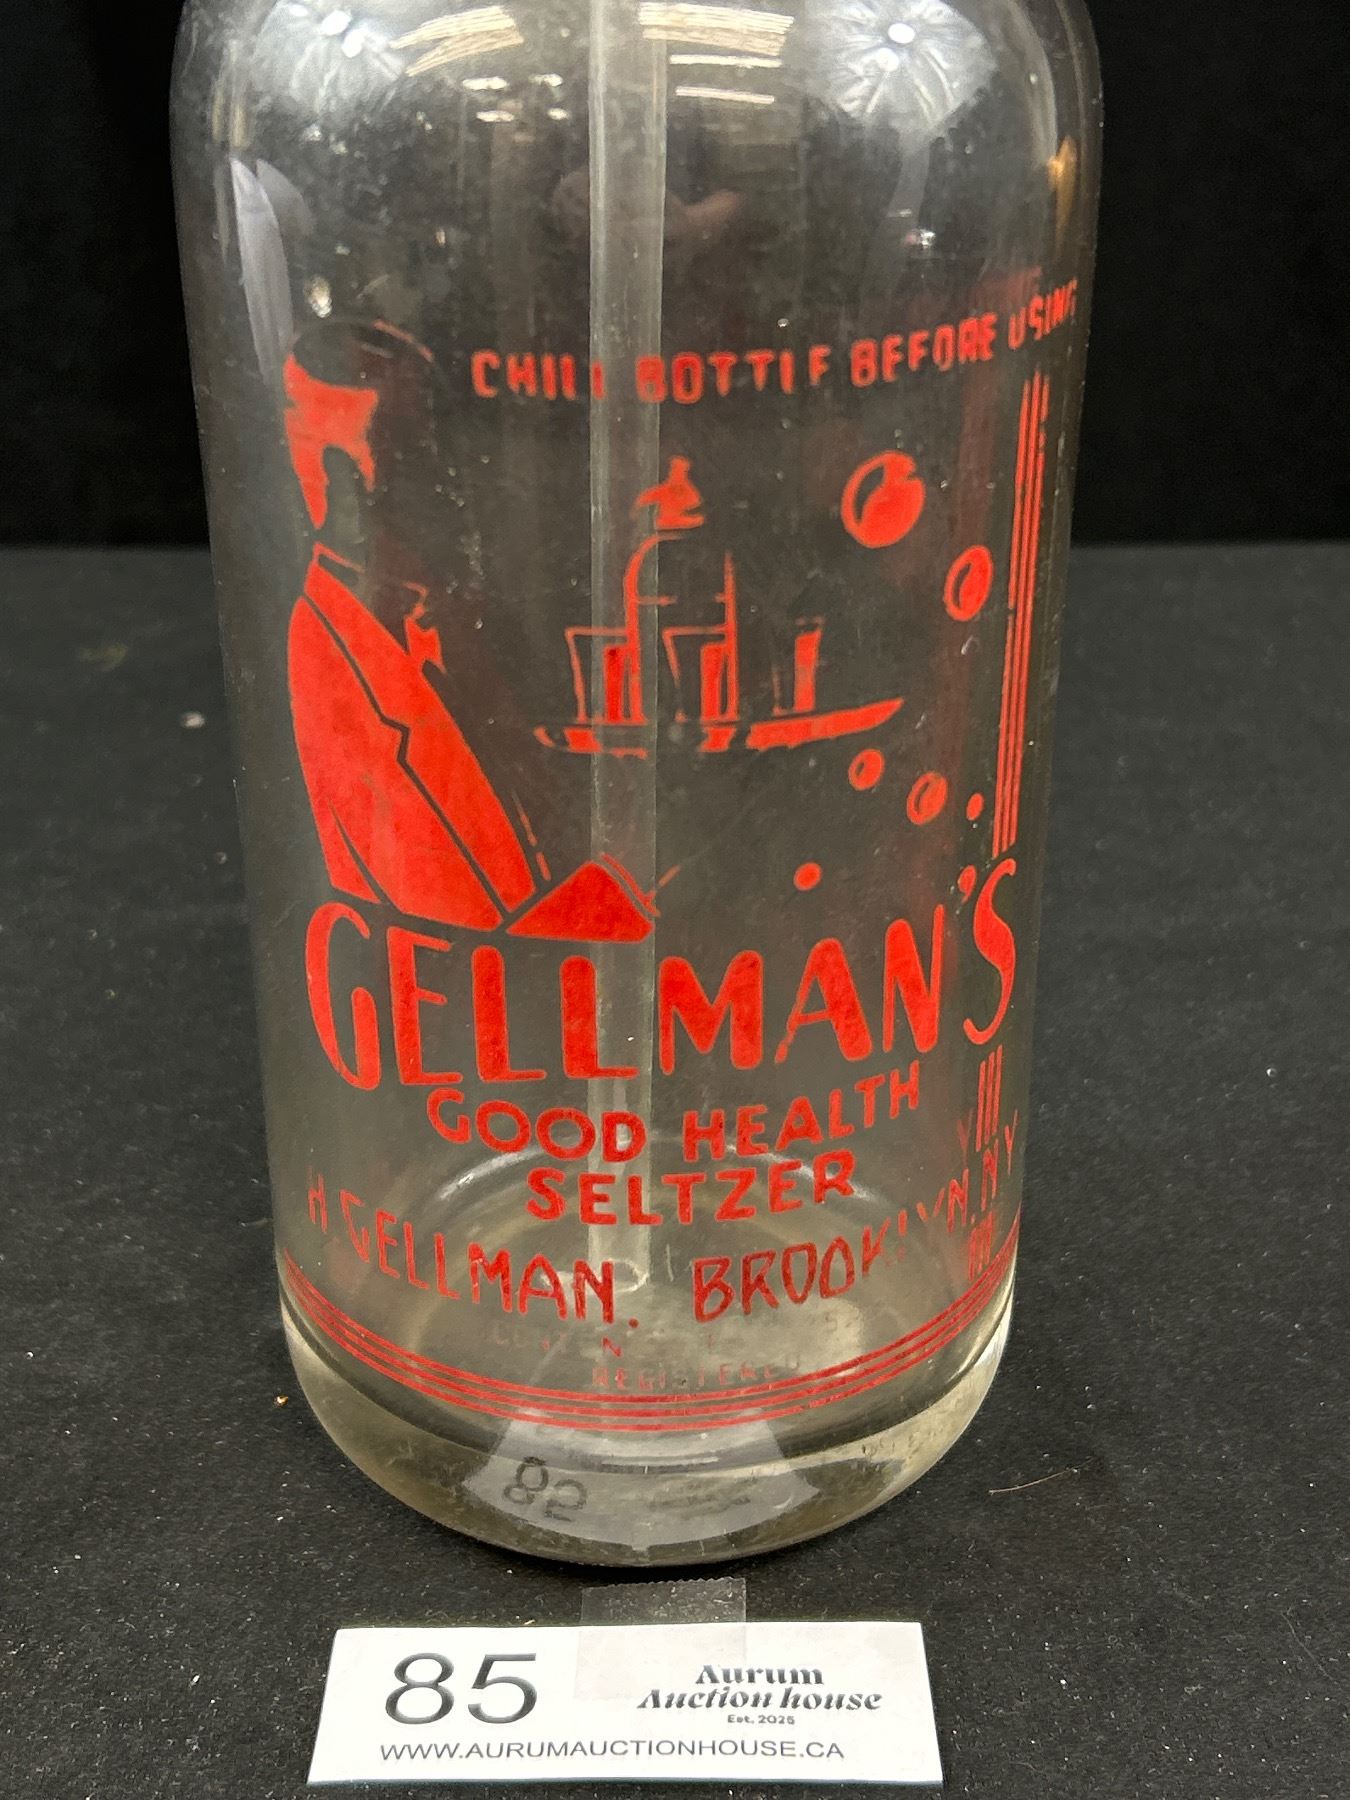 CHILL BOTTLE BEFORE USING
GELLMAN'S
GOOD HEALTH
SELTZER
H. GELLMAN. BROOKLYN. N.Y.
REGISTERED
85
Aurum
Auction house
Est. 2025
WWW.AURUMAUCTIONHOUSE.CA